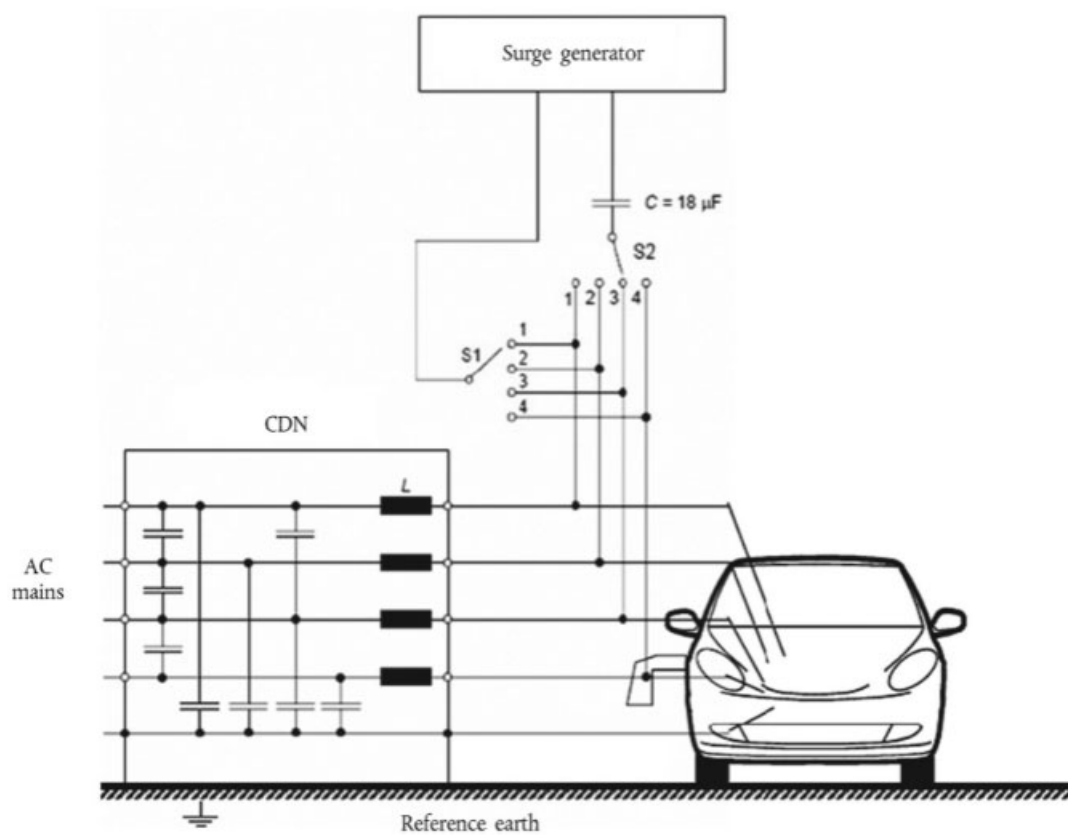 Surge generator
C = 18 µF
S2
1 2 3 4
1
S1
2
3
4
CDN
L
AC
mains
Reference earth